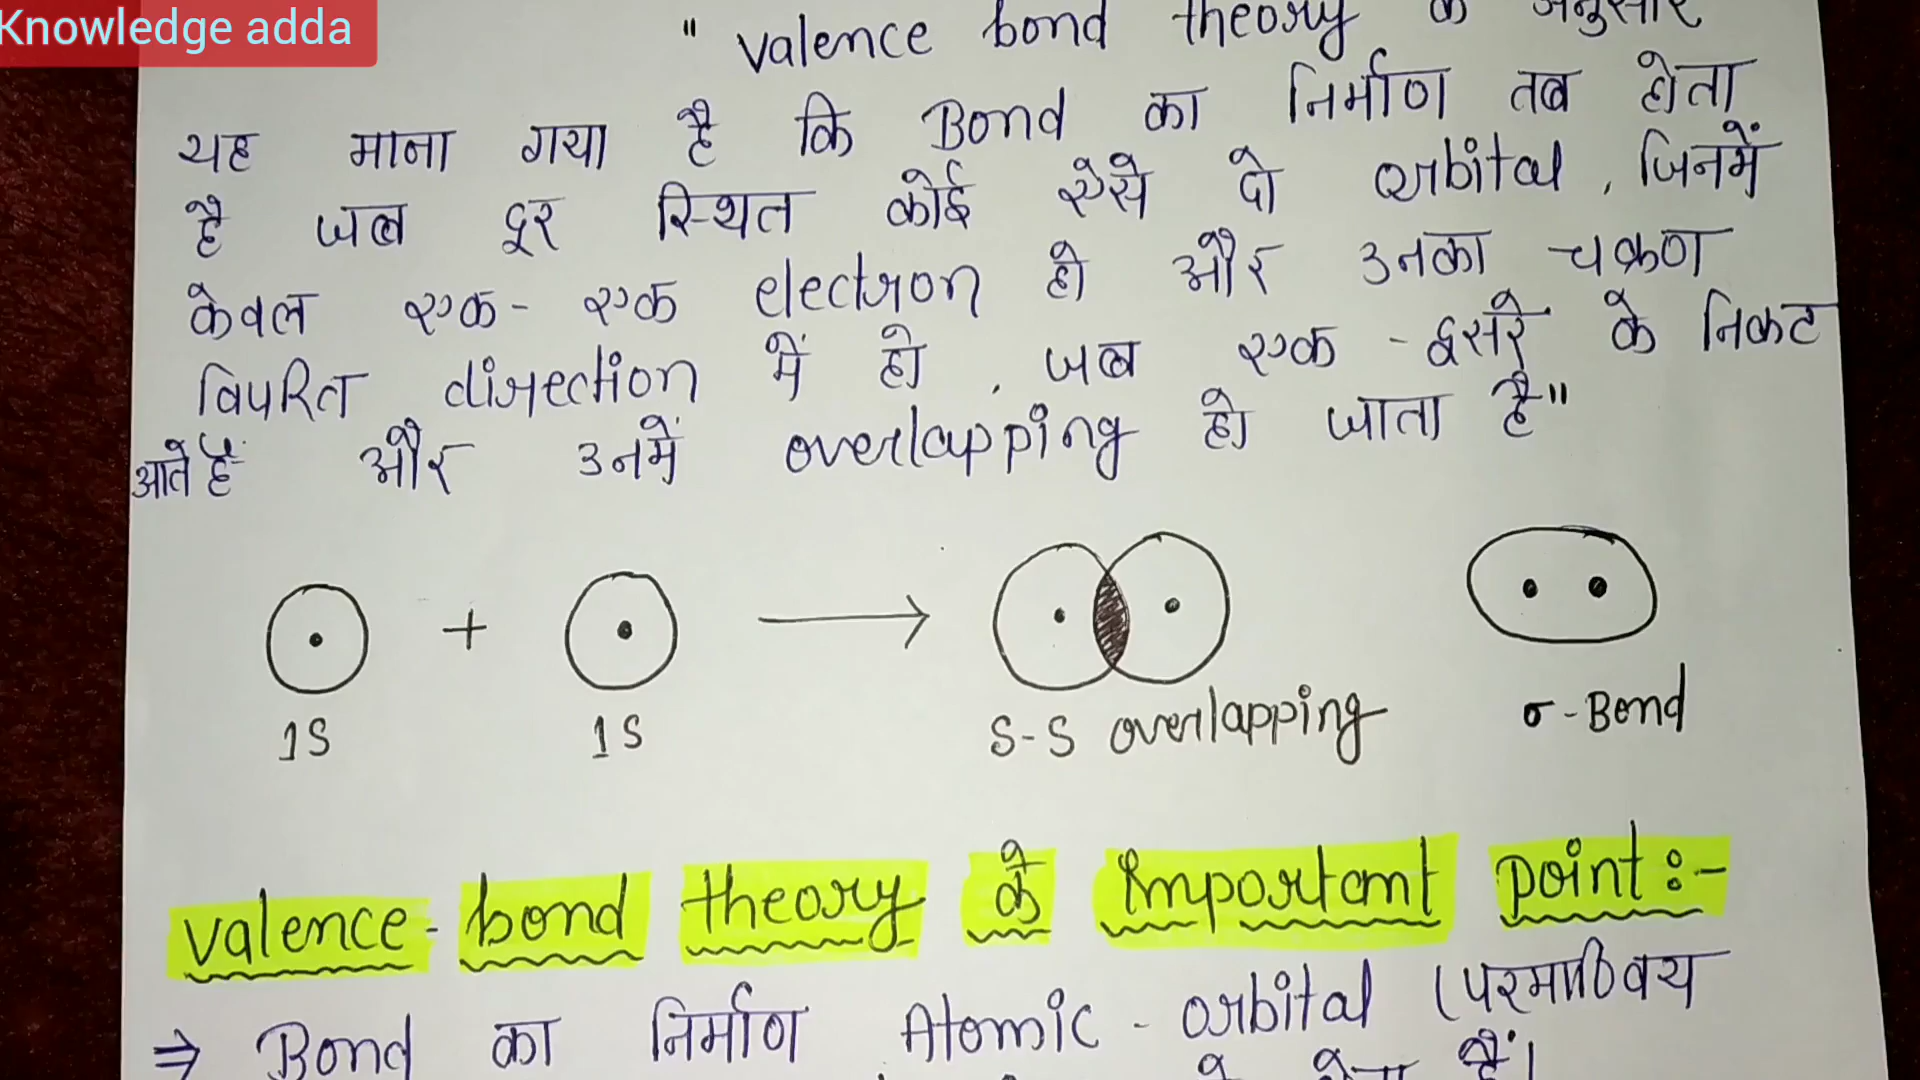 Knowledge adda
" valence bond theory के अनुसार
यह माना गया है कि Bond का निर्माण तब होता
है जब दूर स्थित कोई ऐसे दो orbital, जिनमें
केवल एक - एक electron हो और उनका चक्रण
विपरित direction में हो, जब एक - दूसरे के निकट
आते हैं और उनमें overlapping हो जाता है"
+
1S 1S S-S overlapping σ-Bond
valence - bond theory के Important point :-
⇒ Bond का निर्माण Atomic - orbital (परमाण्विय
है।